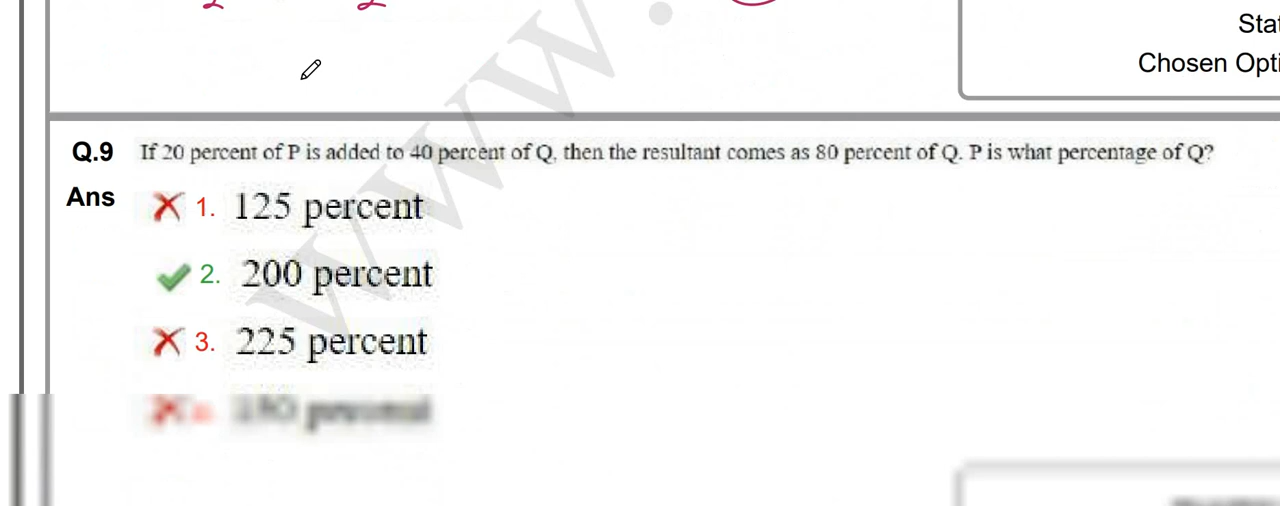 Stat
Chosen Opti
Q.9 If 20 percent of P is added to 40 percent of Q, then the resultant comes as 80 percent of Q. P is what percentage of Q?
Ans
1. 125 percent
2. 200 percent
3. 225 percent
www.